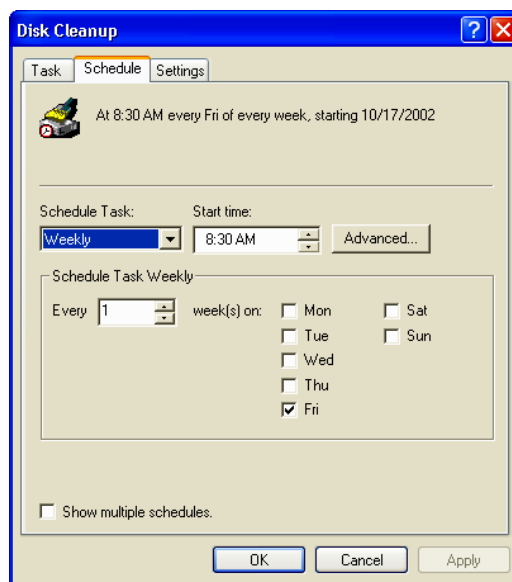 Disk Cleanup
Task Schedule Settings
At 8:30 AM every Fri of every week, starting 10/17/2002
Schedule Task: Start time:
Weekly 8:30 AM Advanced...
Schedule Task Weekly
Every 1 week(s) on: Mon Sat
Tue Sun
Wed
Thu
Fri
Show multiple schedules.
OK Cancel Apply